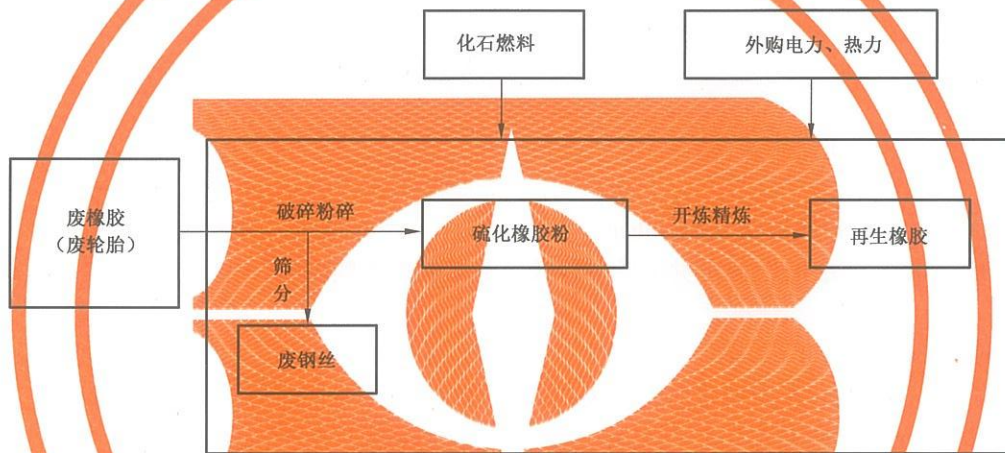 化石燃料
外购电力、热力
废橡胶
（废轮胎）
破碎粉碎
硫化橡胶粉
开炼精炼
再生橡胶
筛
分
废钢丝